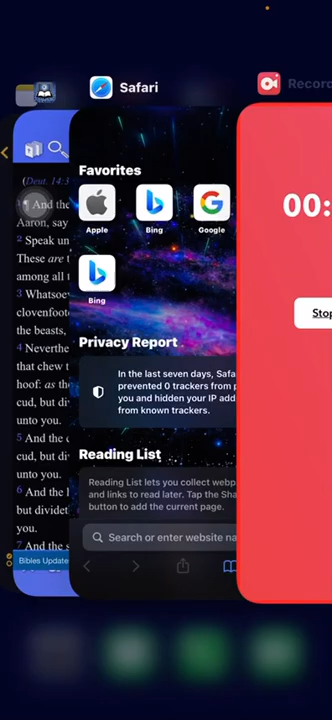 Safari
Record
(Deut. 14:3
¶ And the
Aaron, say
2 Speak un
These are t
among all t
3 Whatsoev
clovenfoote
the beasts,
4 Neverthe
that chew t
hoof: as the
cud, but di
unto you.
5 And the c
cud, but div
unto you.
6 And the h
but divideth
you.
7 And the s
Bibles Update
Favorites
Apple
Bing
Google
Bing
Privacy Report
In the last seven days, Safa
prevented 0 trackers from p
you and hidden your IP add
from known trackers.
Reading List
Reading List lets you collect webp
and links to read later. Tap the Sha
button to add the current page.
Search or enter website na
00:
Stop